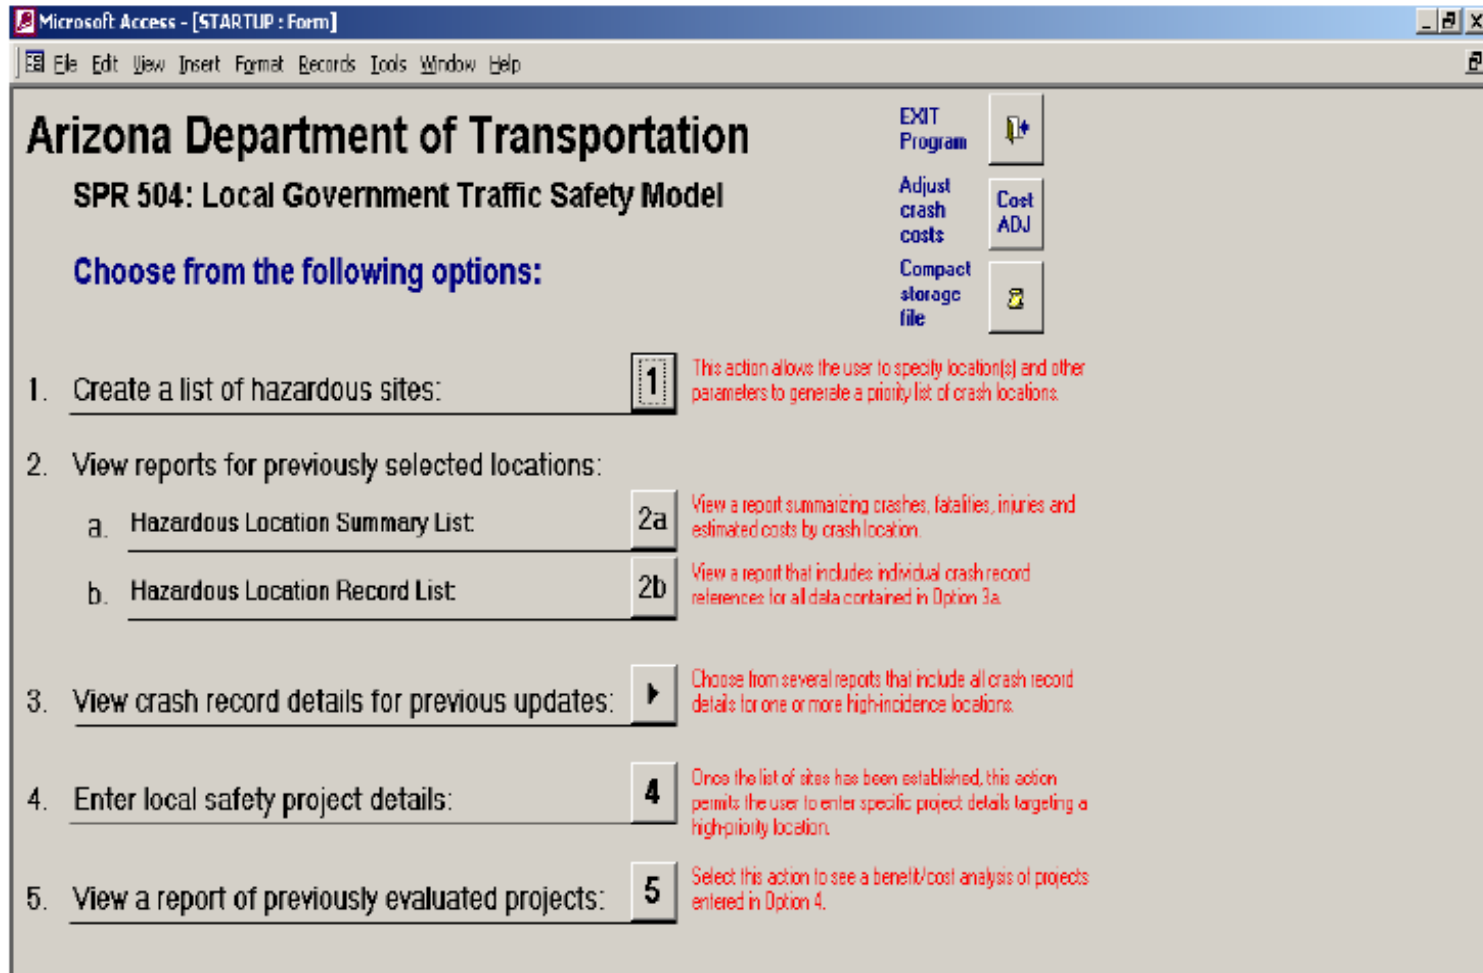 Microsoft Access - [STARTUP : Form]
File Edit View Insert Format Records Tools Window Help
Arizona Department of Transportation
SPR 504: Local Government Traffic Safety Model
Choose from the following options:
EXIT
Program
Adjust
crash
costs
Cost
ADJ
Compact
storage
file
1. Create a list of hazardous sites: 1
This action allows the user to specify location(s) and other
parameters to generate a priority list of crash locations.
2. View reports for previously selected locations:
a. Hazardous Location Summary List: 2a
View a report summarizing crashes, fatalities, injuries and
estimated costs by crash location.
b. Hazardous Location Record List: 2b
View a report that includes individual crash record
references for all data contained in Option 3a.
3. View crash record details for previous updates:
Choose from several reports that include all crash record
details for one or more high-incidence locations.
4. Enter local safety project details: 4
Once the list of sites has been established, this action
permits the user to enter specific project details targeting a
high-priority location.
5. View a report of previously evaluated projects: 5
Select this action to see a benefit/cost analysis of projects
entered in Option 4.